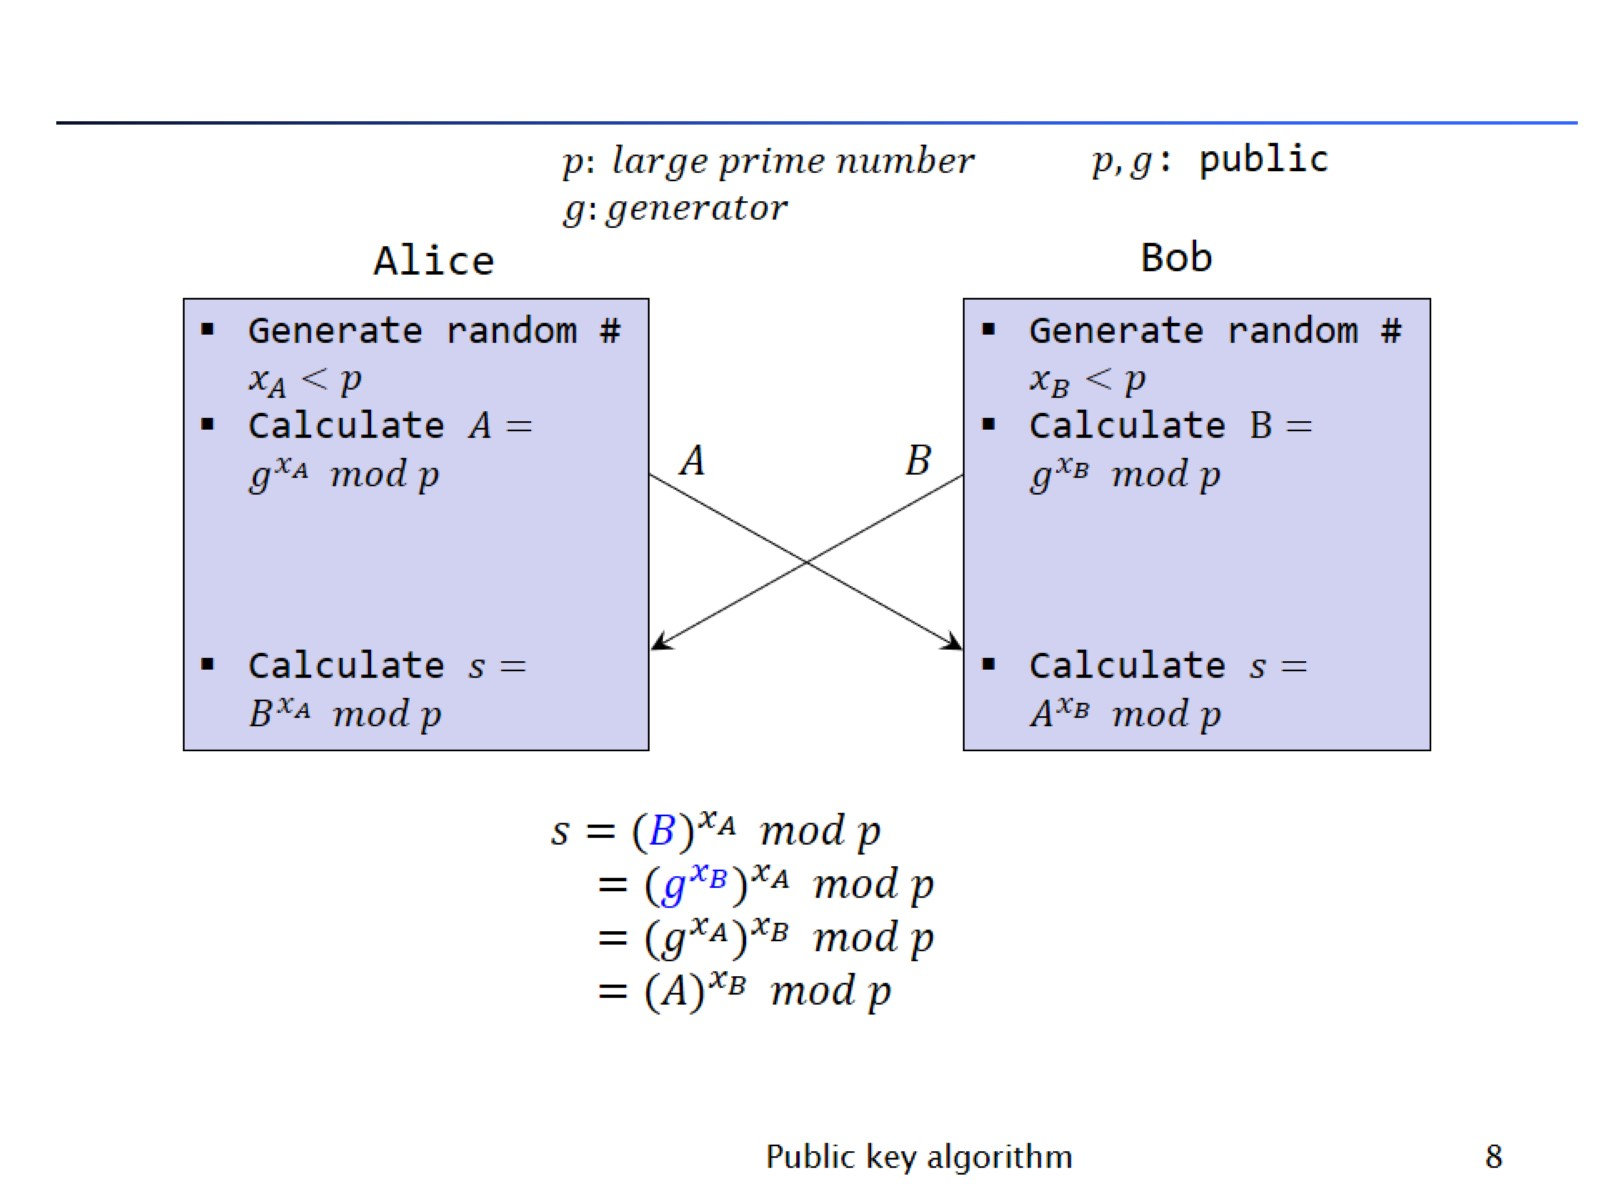 p: large prime number
p, g: public
g: generator
Alice
Bob
▪ Generate random #
x_A < p
▪ Calculate A =
g^{x_A} mod p
▪ Calculate s =
B^{x_A} mod p
A
B
▪ Generate random #
x_B < p
▪ Calculate B =
g^{x_B} mod p
▪ Calculate s =
A^{x_B} mod p
s = (B)^{x_A} mod p
= (g^{x_B})^{x_A} mod p
= (g^{x_A})^{x_B} mod p
= (A)^{x_B} mod p
Public key algorithm
8